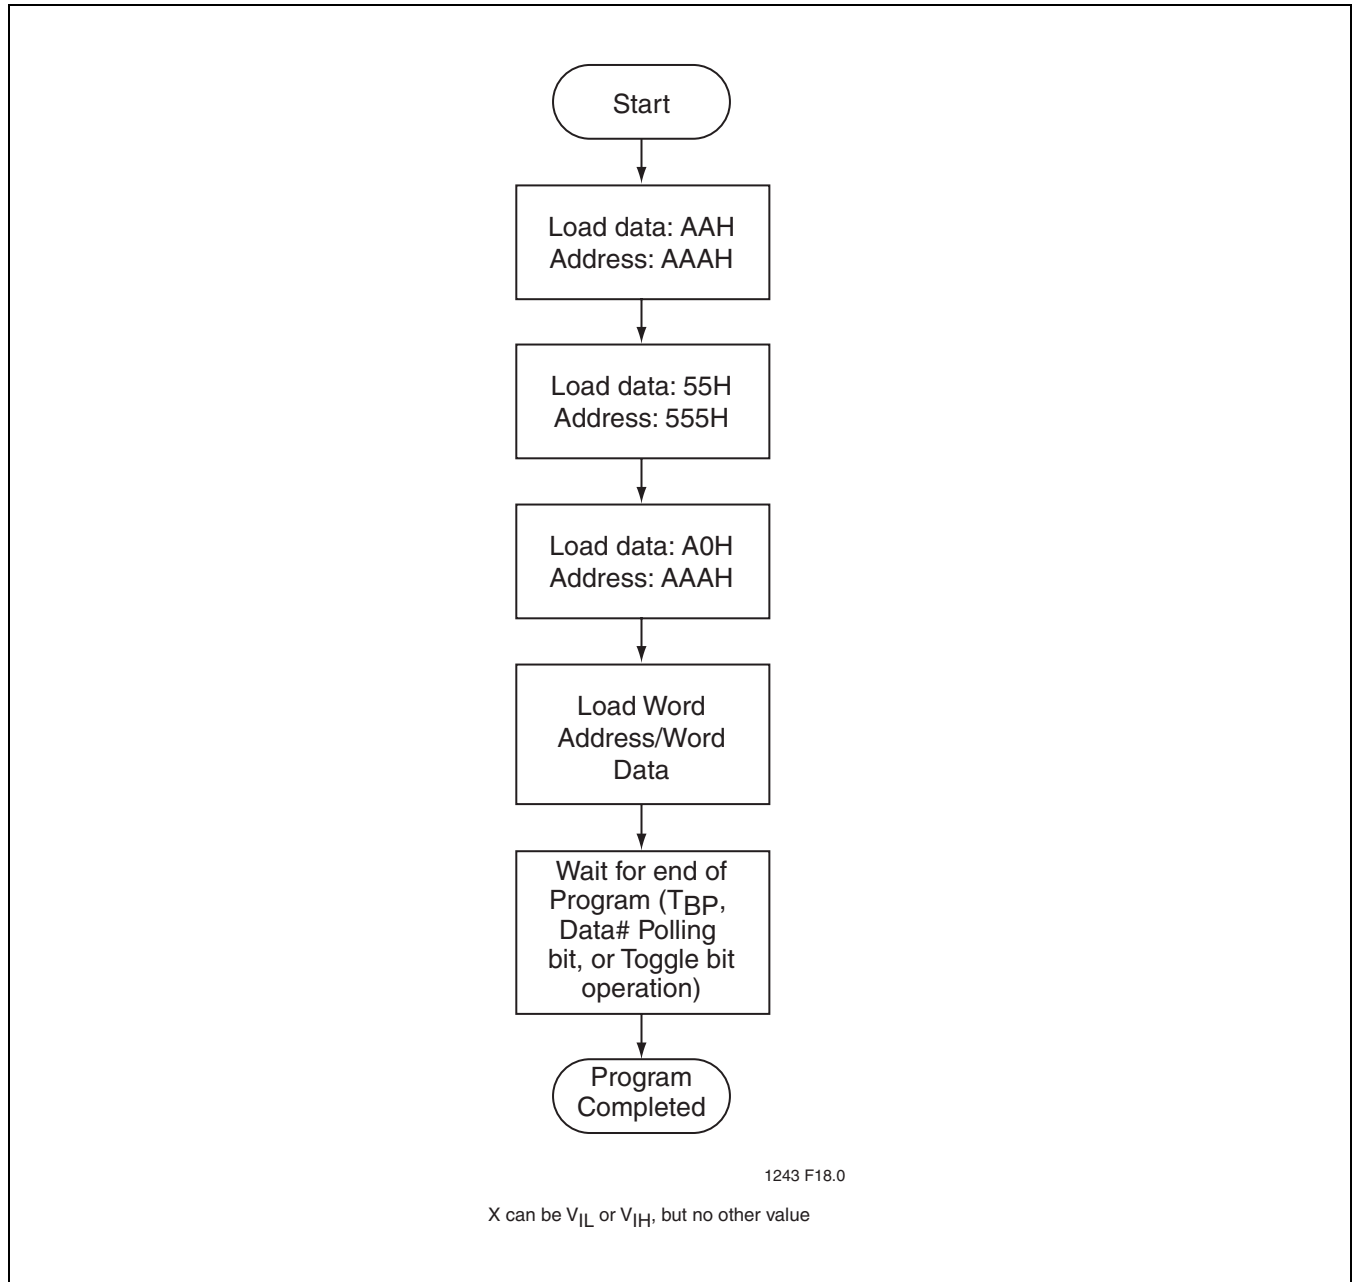 Start
Load data: AAH
Address: AAAH
Load data: 55H
Address: 555H
Load data: A0H
Address: AAAH
Load Word
Address/Word
Data
Wait for end of
Program (TBP,
Data# Polling
bit, or Toggle bit
operation)
Program
Completed
1243 F18.0
X can be VIL or VIH, but no other value